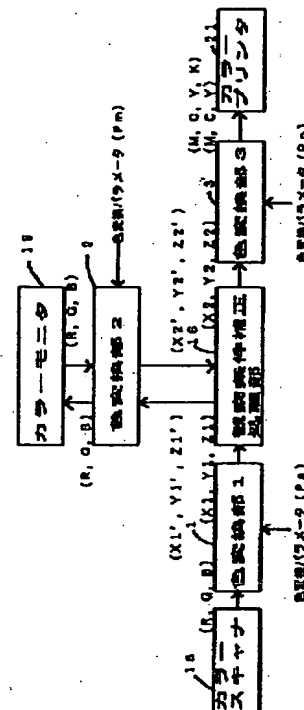 カラースキャナ
18
(R, G, B)
色変換部1
1
色変換パラメータ (Ps)
(X1', Y1', Z1')
(X1, Y1, Z1)
観察条件補正処理部
16
(X2', Y2', Z2')
(X2, Y2, Z2)
カラーモニタ
19
(R, G, B)
(R, G, B)
色変換部2
2
色変換パラメータ (Pm)
色変換部3
3
色変換パラメータ (Pp)
(M, C, Y, K)
(M, C, Y)
カラープリンタ
21